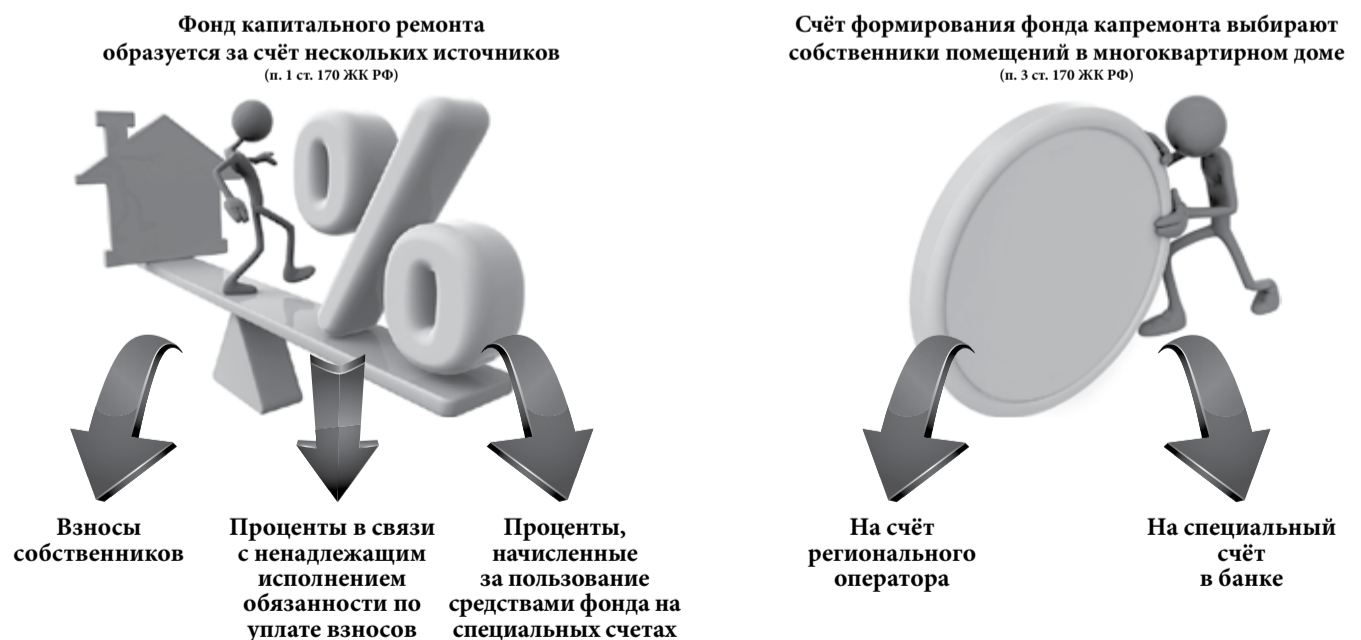 Фонд капитального ремонта
образуется за счёт нескольких источников
(п. 1 ст. 170 ЖК РФ)
Взносы
собственников
Проценты в связи
с ненадлежащим
исполнением
обязанности по
уплате взносов
Проценты,
начисленные
за пользование
средствами фонда на
специальных счетах
Счёт формирования фонда капремонта выбирают
собственники помещений в многоквартирном доме
(п. 3 ст. 170 ЖК РФ)
На счёт
регионального
оператора
На специальный
счёт
в банке